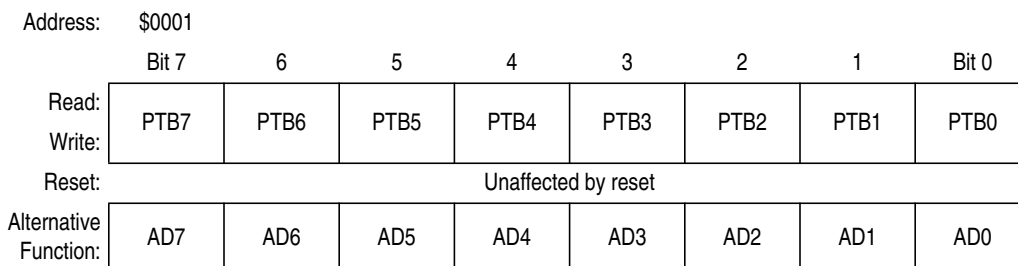 Address: $0001
Bit 7 6 5 4 3 2 1 Bit 0
Read:
PTB7 PTB6 PTB5 PTB4 PTB3 PTB2 PTB1 PTB0
Write:
Reset: Unaffected by reset
Alternative
Function: AD7 AD6 AD5 AD4 AD3 AD2 AD1 AD0